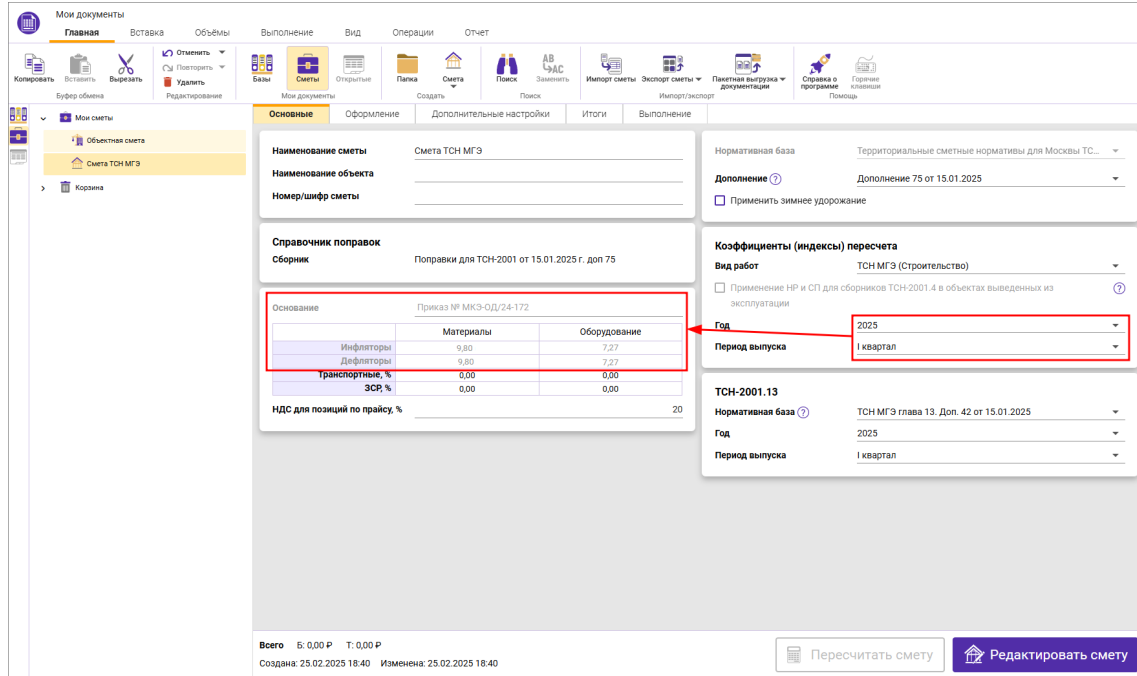 Мои документы
Главная Вставка Объёмы Выполнение Вид Операции Отчет
Копировать Вставить Вырезать Отменить Повторить Удалить Базы Сметы Открытые Папка Смета Поиск AB AC Заменить Импорт сметы Экспорт сметы Пакетная выгрузка документации Справка о программе Горячие клавиши
Буфер обмена Редактирование Мои документы Создать Поиск Импорт/экспорт Помощь
Мои сметы
Объектная смета
Смета ТСН МГЭ
Корзина
Основные Оформление Дополнительные настройки Итоги Выполнение
Наименование сметы Смета ТСН МГЭ
Наименование объекта
Номер/шифр сметы
Справочник поправок
Сборник Поправки для ТСН-2001 от 15.01.2025 г. доп 75
Основание Приказ № МКЭ-ОД/24-172
Материалы Оборудование
Инфляторы 9,80 7,27
Дефляторы 9,80 7,27
Транспортные, % 0,00 0,00
ЗСР, % 0,00 0,00
НДС для позиций по прайсу, % 20
Нормативная база Территориальные сметные нормативы для Москвы ТС...
Дополнение ? Дополнение 75 от 15.01.2025
Применить зимнее удорожание
Коэффициенты (индексы) пересчета
Вид работ ТСН МГЭ (Строительство)
Применение НР и СП для сборников ТСН-2001.4 в объектах выведенных из ?
эксплуатации
Год 2025
Период выпуска I квартал
ТСН-2001.13
Нормативная база ? ТСН МГЭ глава 13. Доп. 42 от 15.01.2025
Год 2025
Период выпуска I квартал
Всего Б: 0,00 ₽ Т: 0,00 ₽
Создана: 25.02.2025 18:40 Изменена: 25.02.2025 18:40
Пересчитать смету Редактировать смету